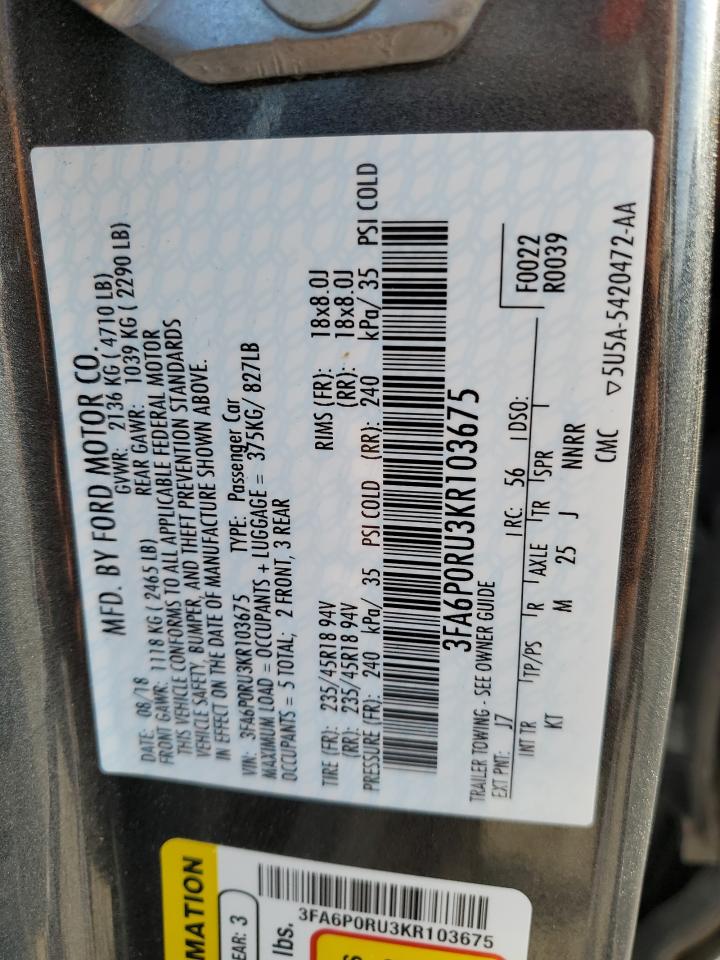 MFD. BY FORD MOTOR CO.
DATE: 08/18 GVWR: 2136 KG ( 4710 LB)
FRONT GAWR: 1118 KG ( 2465 LB) REAR GAWR: 1039 KG ( 2290 LB)
THIS VEHICLE CONFORMS TO ALL APPLICABLE FEDERAL MOTOR
VEHICLE SAFETY, BUMPER, AND THEFT PREVENTION STANDARDS
IN EFFECT ON THE DATE OF MANUFACTURE SHOWN ABOVE.
VIN: 3FA6P0RU3KR103675 TYPE: Passenger Car
MAXIMUM LOAD = OCCUPANTS + LUGGAGE = 375KG/ 827LB
OCCUPANTS = 5 TOTAL; 2 FRONT, 3 REAR
TIRE (FR): 235/45R18 94V RIMS (FR): 18x8.0J
(RR): 235/45R18 94V (RR): 18x8.0J
PRESSURE (FR): 240 kPa/ 35 PSI COLD (RR): 240 kPa/ 35 PSI COLD
3FA6P0RU3KR103675
TRAILER TOWING - SEE OWNER GUIDE
EXT PNT: J7 RC: 56 DSO: F0022
R0039
INT TR TP/PS R AXLE TR SPR
KT M 25 J NNRR
CMC ▽5U5A-5420472-AA
MATION
EAR: 3
lbs.
3FA6P0RU3KR103675